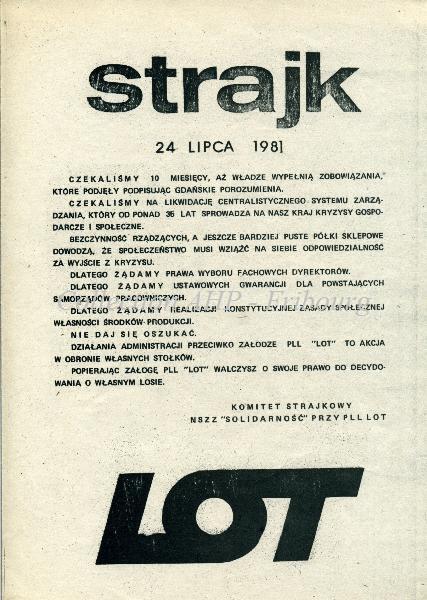 strajk
24 LIPCA 1981
CZEKALIŚMY 10 MIESIĘCY, AŻ WŁADZE WYPEŁNIĄ ZOBOWIĄZANIA,
KTÓRE PODJĘŁY PODPISUJĄC GDAŃSKIE POROZUMIENIA.
CZEKALIŚMY NA LIKWIDACJĘ CENTRALISTYCZNEGO SYSTEMU ZARZĄ-
DZANIA, KTÓRY OD PONAD 35 LAT SPROWADZA NA NASZ KRAJ KRYZYSY GOSPO-
DARCZE I SPOŁECZNE.
BEZCZYNNOŚĆ RZĄDZĄCYCH, A JESZCZE BARDZIEJ PUSTE PÓŁKI SKLEPOWE
DOWODZĄ, ŻE SPOŁECZEŃSTWO MUSI WZIĄŹĆ NA SIEBIE ODPOWIEDZIALNOŚĆ
ZA WYJŚCIE Z KRYZYSU.
DLATEGO ŻĄDAMY PRAWA WYBORU FACHOWYCH DYREKTORÓW.
DLATEGO ŻĄDAMY USTAWOWYCH GWARANCJI DLA POWSTAJĄCYCH
SAMORZĄDÓW PRACOWNICZYCH.
DLATEGO ŻĄDAMY REALIZACJI KONSTYTUCYJNEJ ZASADY SPOŁECZNEJ
WŁASNOŚCI ŚRODKÓW PRODUKCJI.
NIE DAJ SIĘ OSZUKAĆ.
DZIAŁANIA ADMINISTRACJI PRZECIWKO ZAŁODZE PLL "LOT" TO AKCJA
W OBRONIE WŁASNYCH STOŁKÓW.
POPIERAJĄC ZAŁOGĘ PLL "LOT" WALCZYSZ O SWOJE PRAWO DO DECYDO-
WANIA O WŁASNYM LOSIE.
KOMITET STRAJKOWY
NSZZ "SOLIDARNOŚĆ" PRZY PLL LOT
LOT
AHP - Fribourg